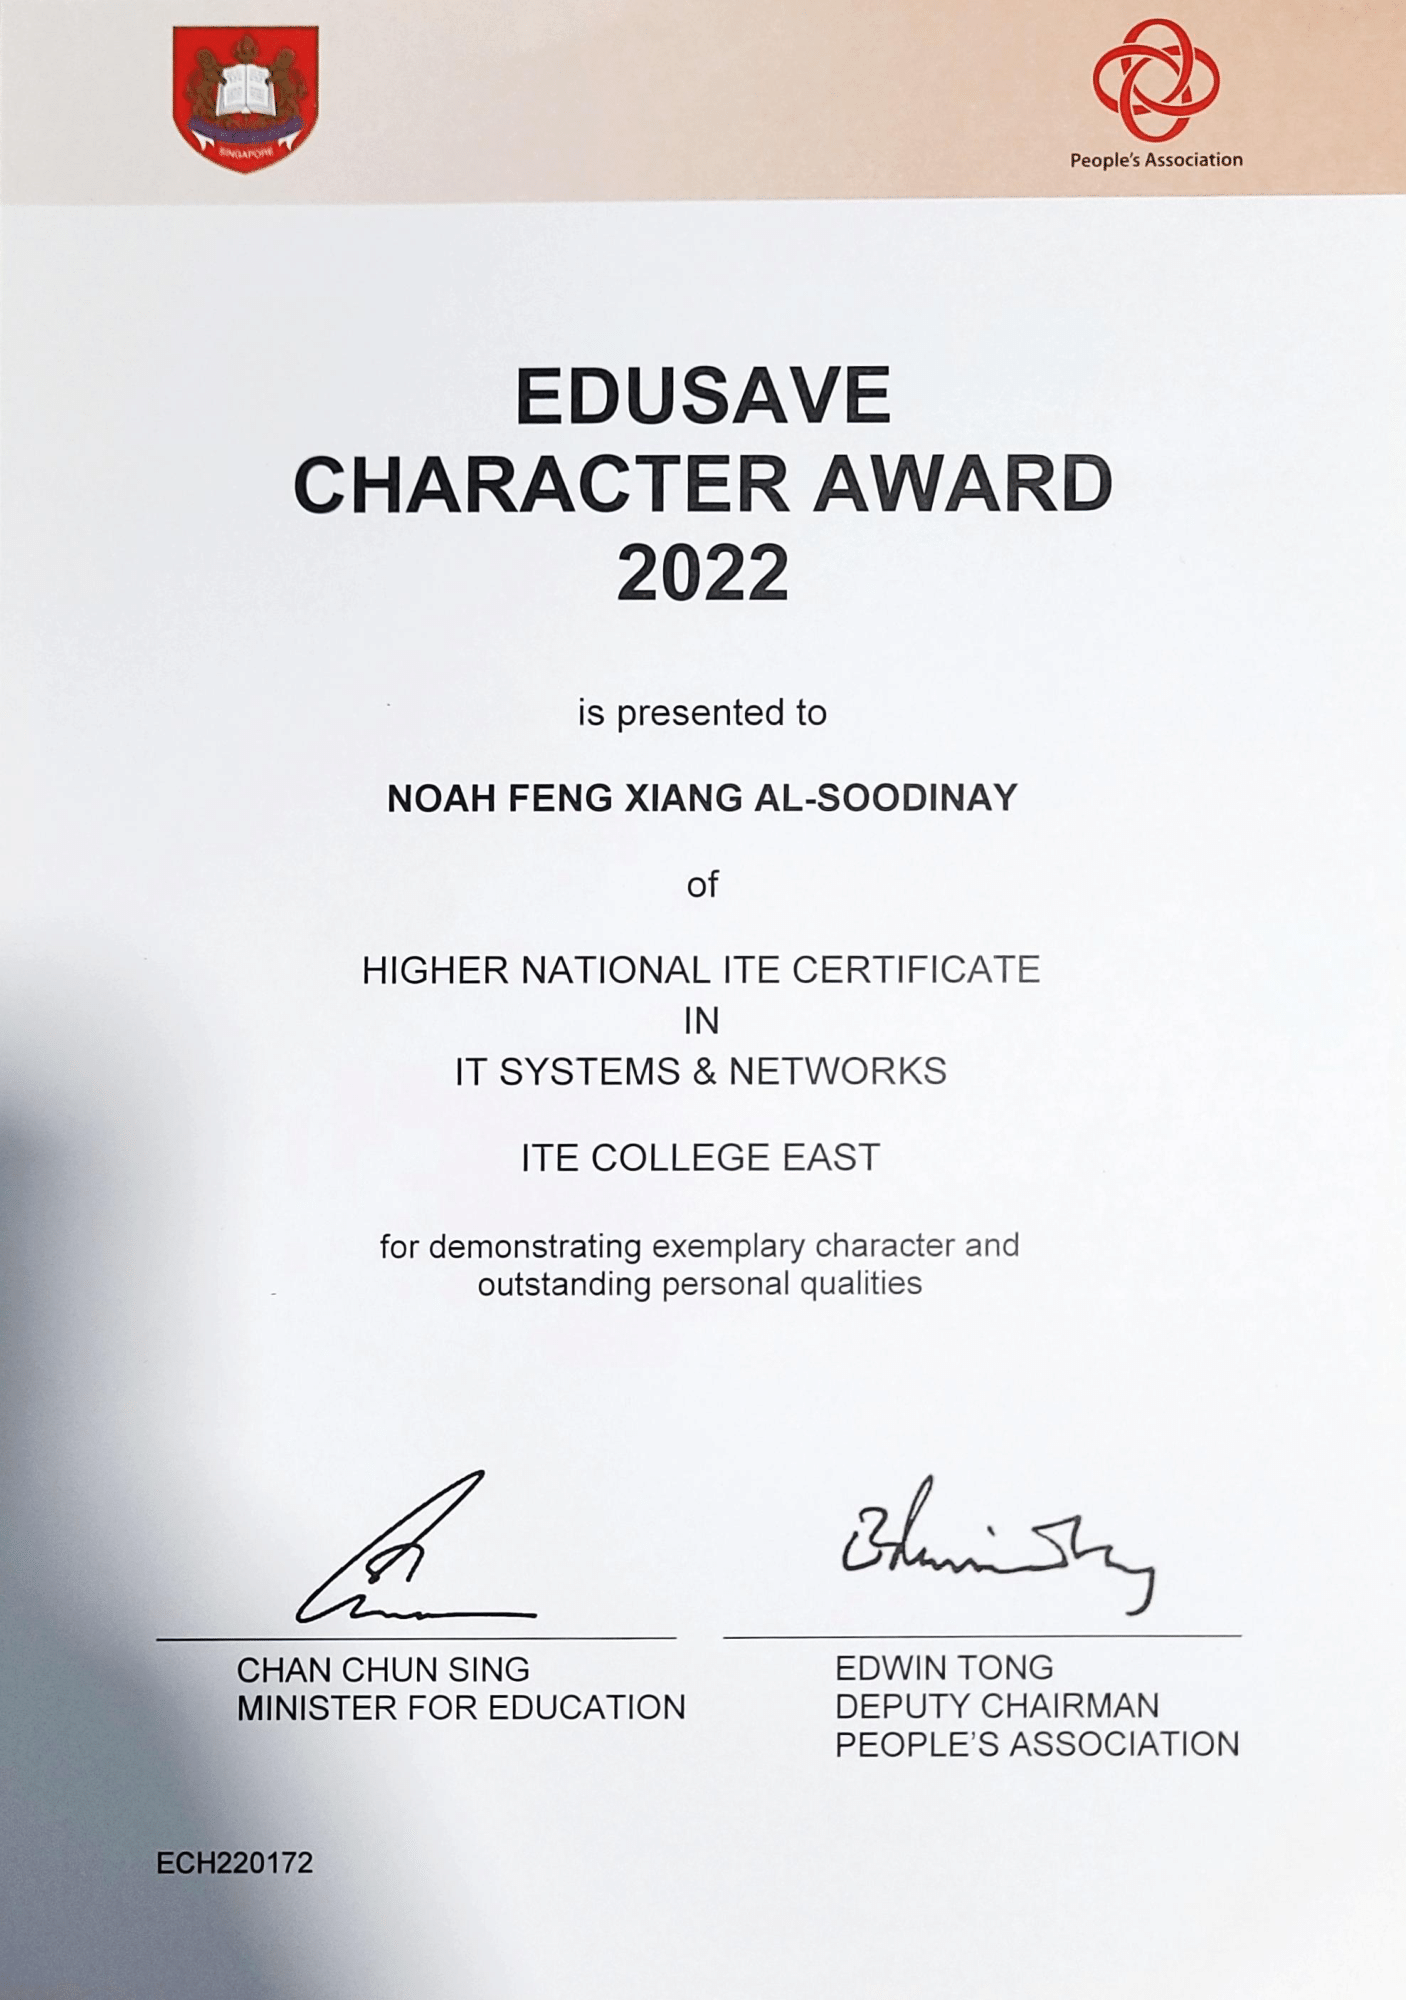 SINGAPORE
People's Association
EDUSAVE
CHARACTER AWARD
2022
is presented to
NOAH FENG XIANG AL-SOODINAY
of
HIGHER NATIONAL ITE CERTIFICATE
IN
IT SYSTEMS & NETWORKS
ITE COLLEGE EAST
for demonstrating exemplary character and
outstanding personal qualities
CHAN CHUN SING
MINISTER FOR EDUCATION
EDWIN TONG
DEPUTY CHAIRMAN
PEOPLE'S ASSOCIATION
ECH220172